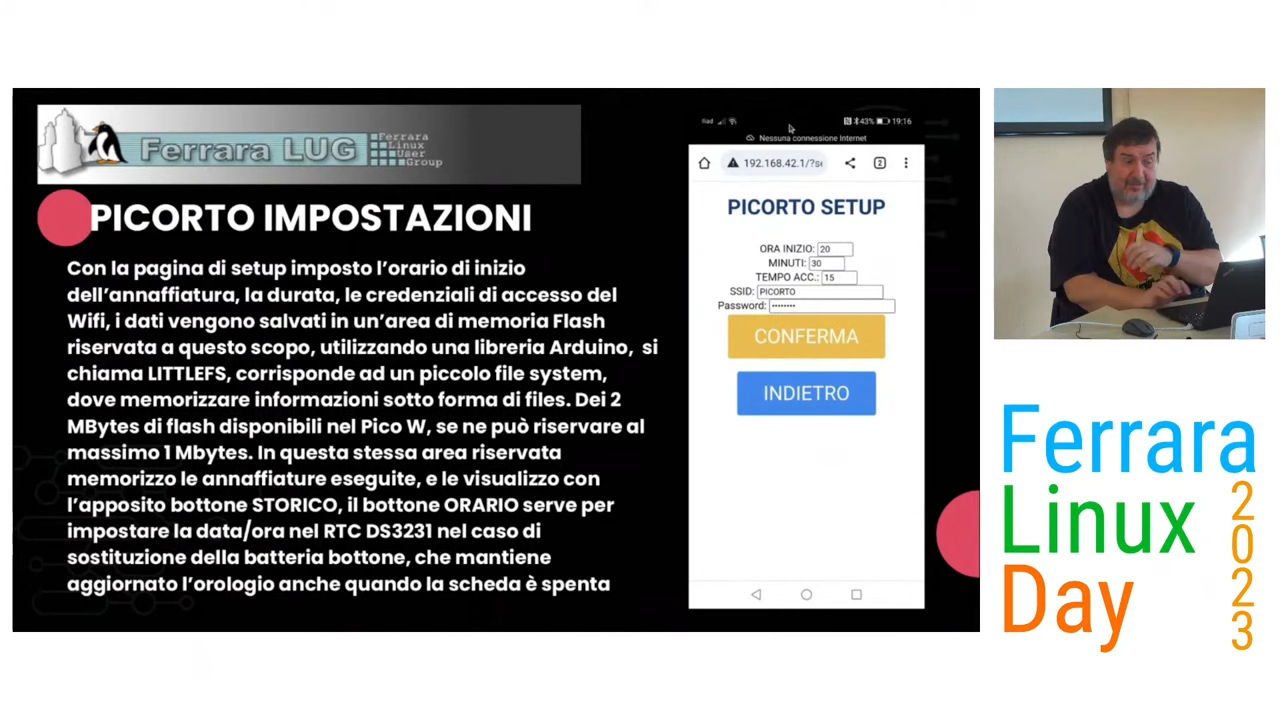 Ferrara LUG
Ferrara
Linux
User
Group
PICORTO IMPOSTAZIONI
Con la pagina di setup imposto l'orario di inizio
dell'annaffiatura, la durata, le credenziali di accesso del
Wifi, i dati vengono salvati in un'area di memoria Flash
riservata a questo scopo, utilizzando una libreria Arduino, si
chiama LITTLEFS, corrisponde ad un piccolo file system,
dove memorizzare informazioni sotto forma di files. Dei 2
MBytes di flash disponibili nel Pico W, se ne può riservare al
massimo 1 Mbytes. In questa stessa area riservata
memorizzo le annaffiature eseguite, e le visualizzo con
l'apposito bottone STORICO, il bottone ORARIO serve per
impostare la data/ora nel RTC DS3231 nel caso di
sostituzione della batteria bottone, che mantiene
aggiornato l'orologio anche quando la scheda è spenta
Iliad 43% 19:16
Nessuna connessione Internet
192.168.42.1/?se 2
PICORTO SETUP
ORA INIZIO: 20
MINUTI: 30
TEMPO ACC.: 15
SSID: PICORTO
Password: ••••••••
CONFERMA
INDIETRO
Ferrara
Linux
Day
2023